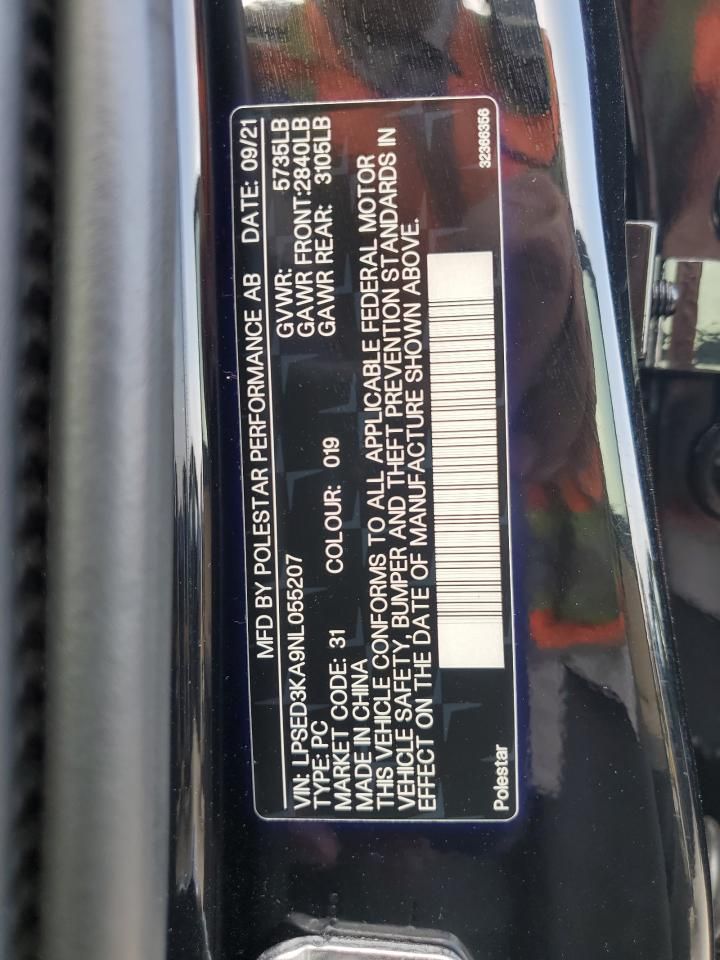 MFD BY POLESTAR PERFORMANCE AB DATE: 09/21
VIN: LPSED3KA9NL055207 GVWR: 5735LB
TYPE: PC GAWR FRONT:2840LB
MARKET CODE: 31 COLOUR: 019 GAWR REAR: 3105LB
MADE IN CHINA
THIS VEHICLE CONFORMS TO ALL APPLICABLE FEDERAL MOTOR
VEHICLE SAFETY, BUMPER AND THEFT PREVENTION STANDARDS IN
EFFECT ON THE DATE OF MANUFACTURE SHOWN ABOVE.
Polestar 32366356